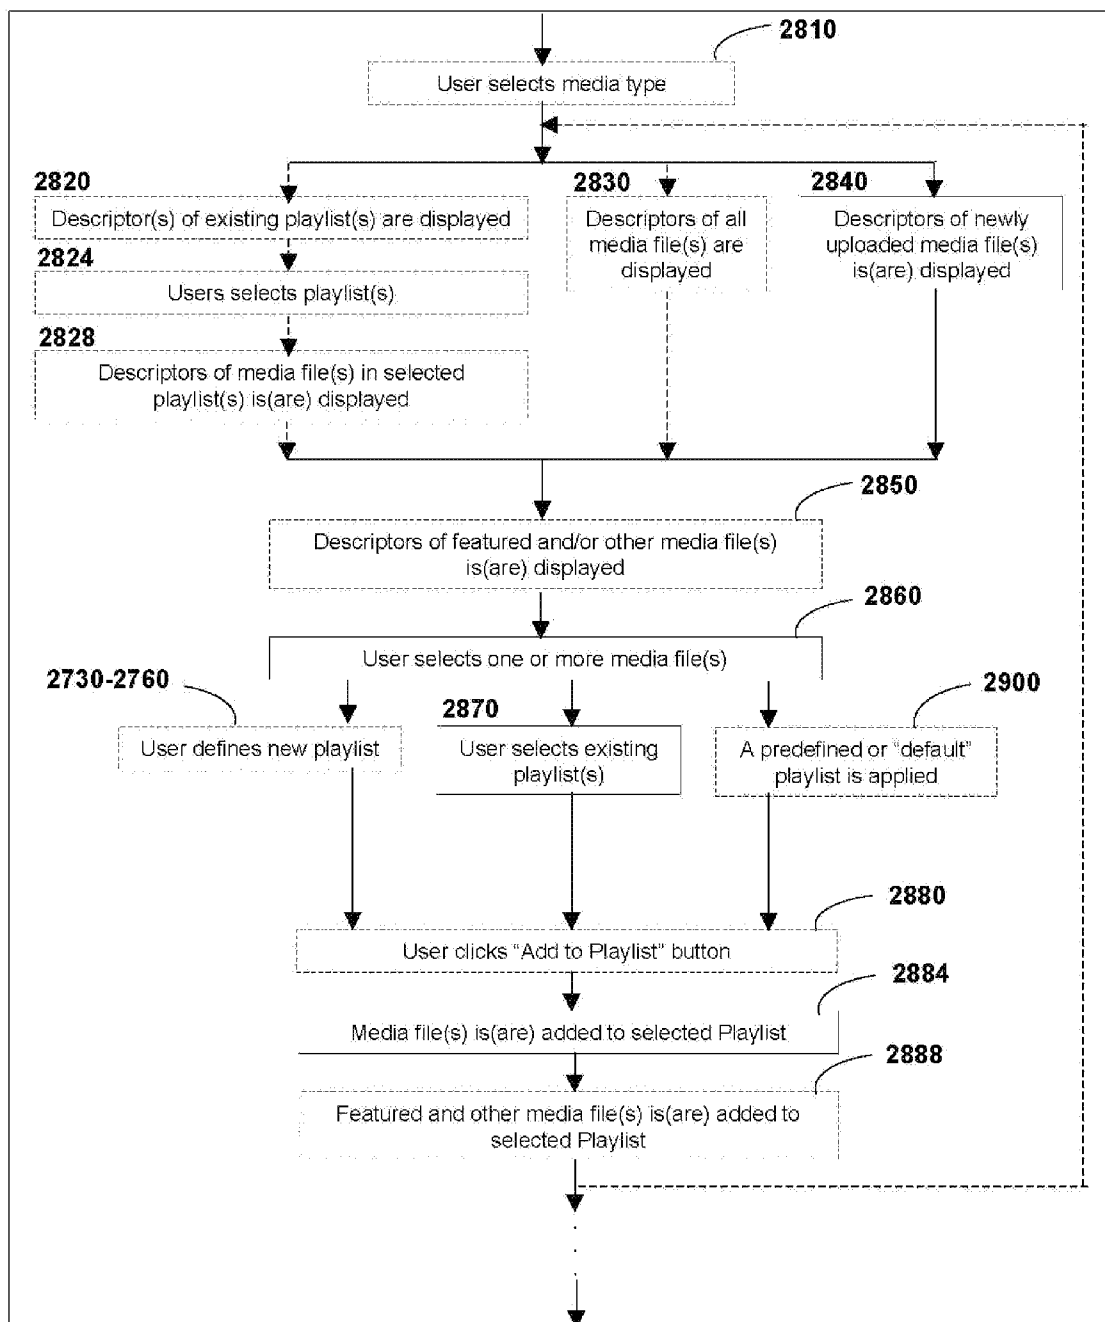 2810
User selects media type
2820
Descriptor(s) of existing playlist(s) are displayed
2824
Users selects playlist(s)
2828
Descriptors of media file(s) in selected
playlist(s) is(are) displayed
2830
Descriptors of all
media file(s) are
displayed
2840
Descriptors of newly
uploaded media file(s)
is(are) displayed
2850
Descriptors of featured and/or other media file(s)
is(are) displayed
2860
User selects one or more media file(s)
2730-2760
User defines new playlist
2870
User selects existing
playlist(s)
2900
A predefined or “default”
playlist is applied
2880
User clicks “Add to Playlist” button
2884
Media file(s) is(are) added to selected Playlist
2888
Featured and other media file(s) is(are) added to
selected Playlist